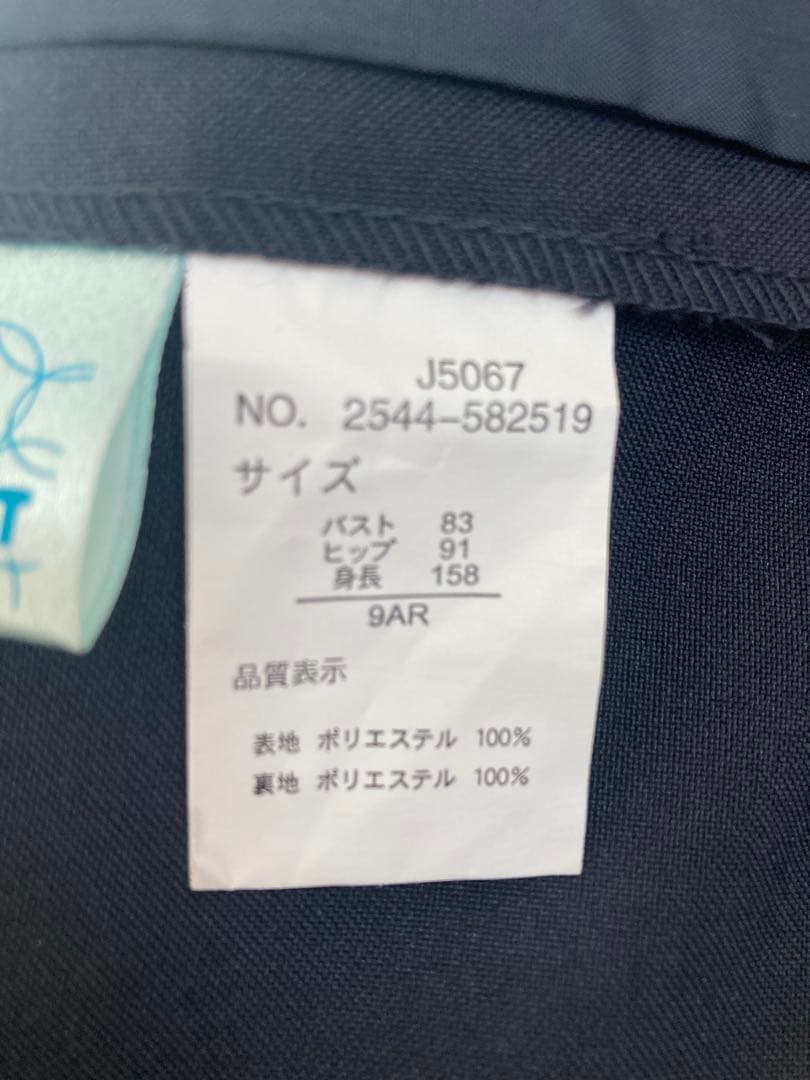 J5067
NO. 2544-582519
サイズ
バスト 83
ヒップ 91
身長 158
9AR
品質表示
表地 ポリエステル 100%
裏地 ポリエステル 100%
T